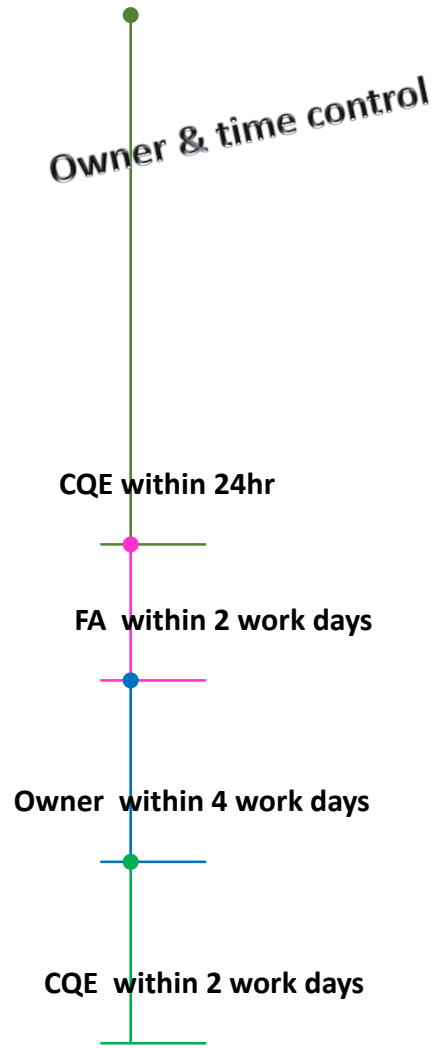 Owner & time control
CQE within 24hr
FA within 2 work days
Owner within 4 work days
CQE within 2 work days